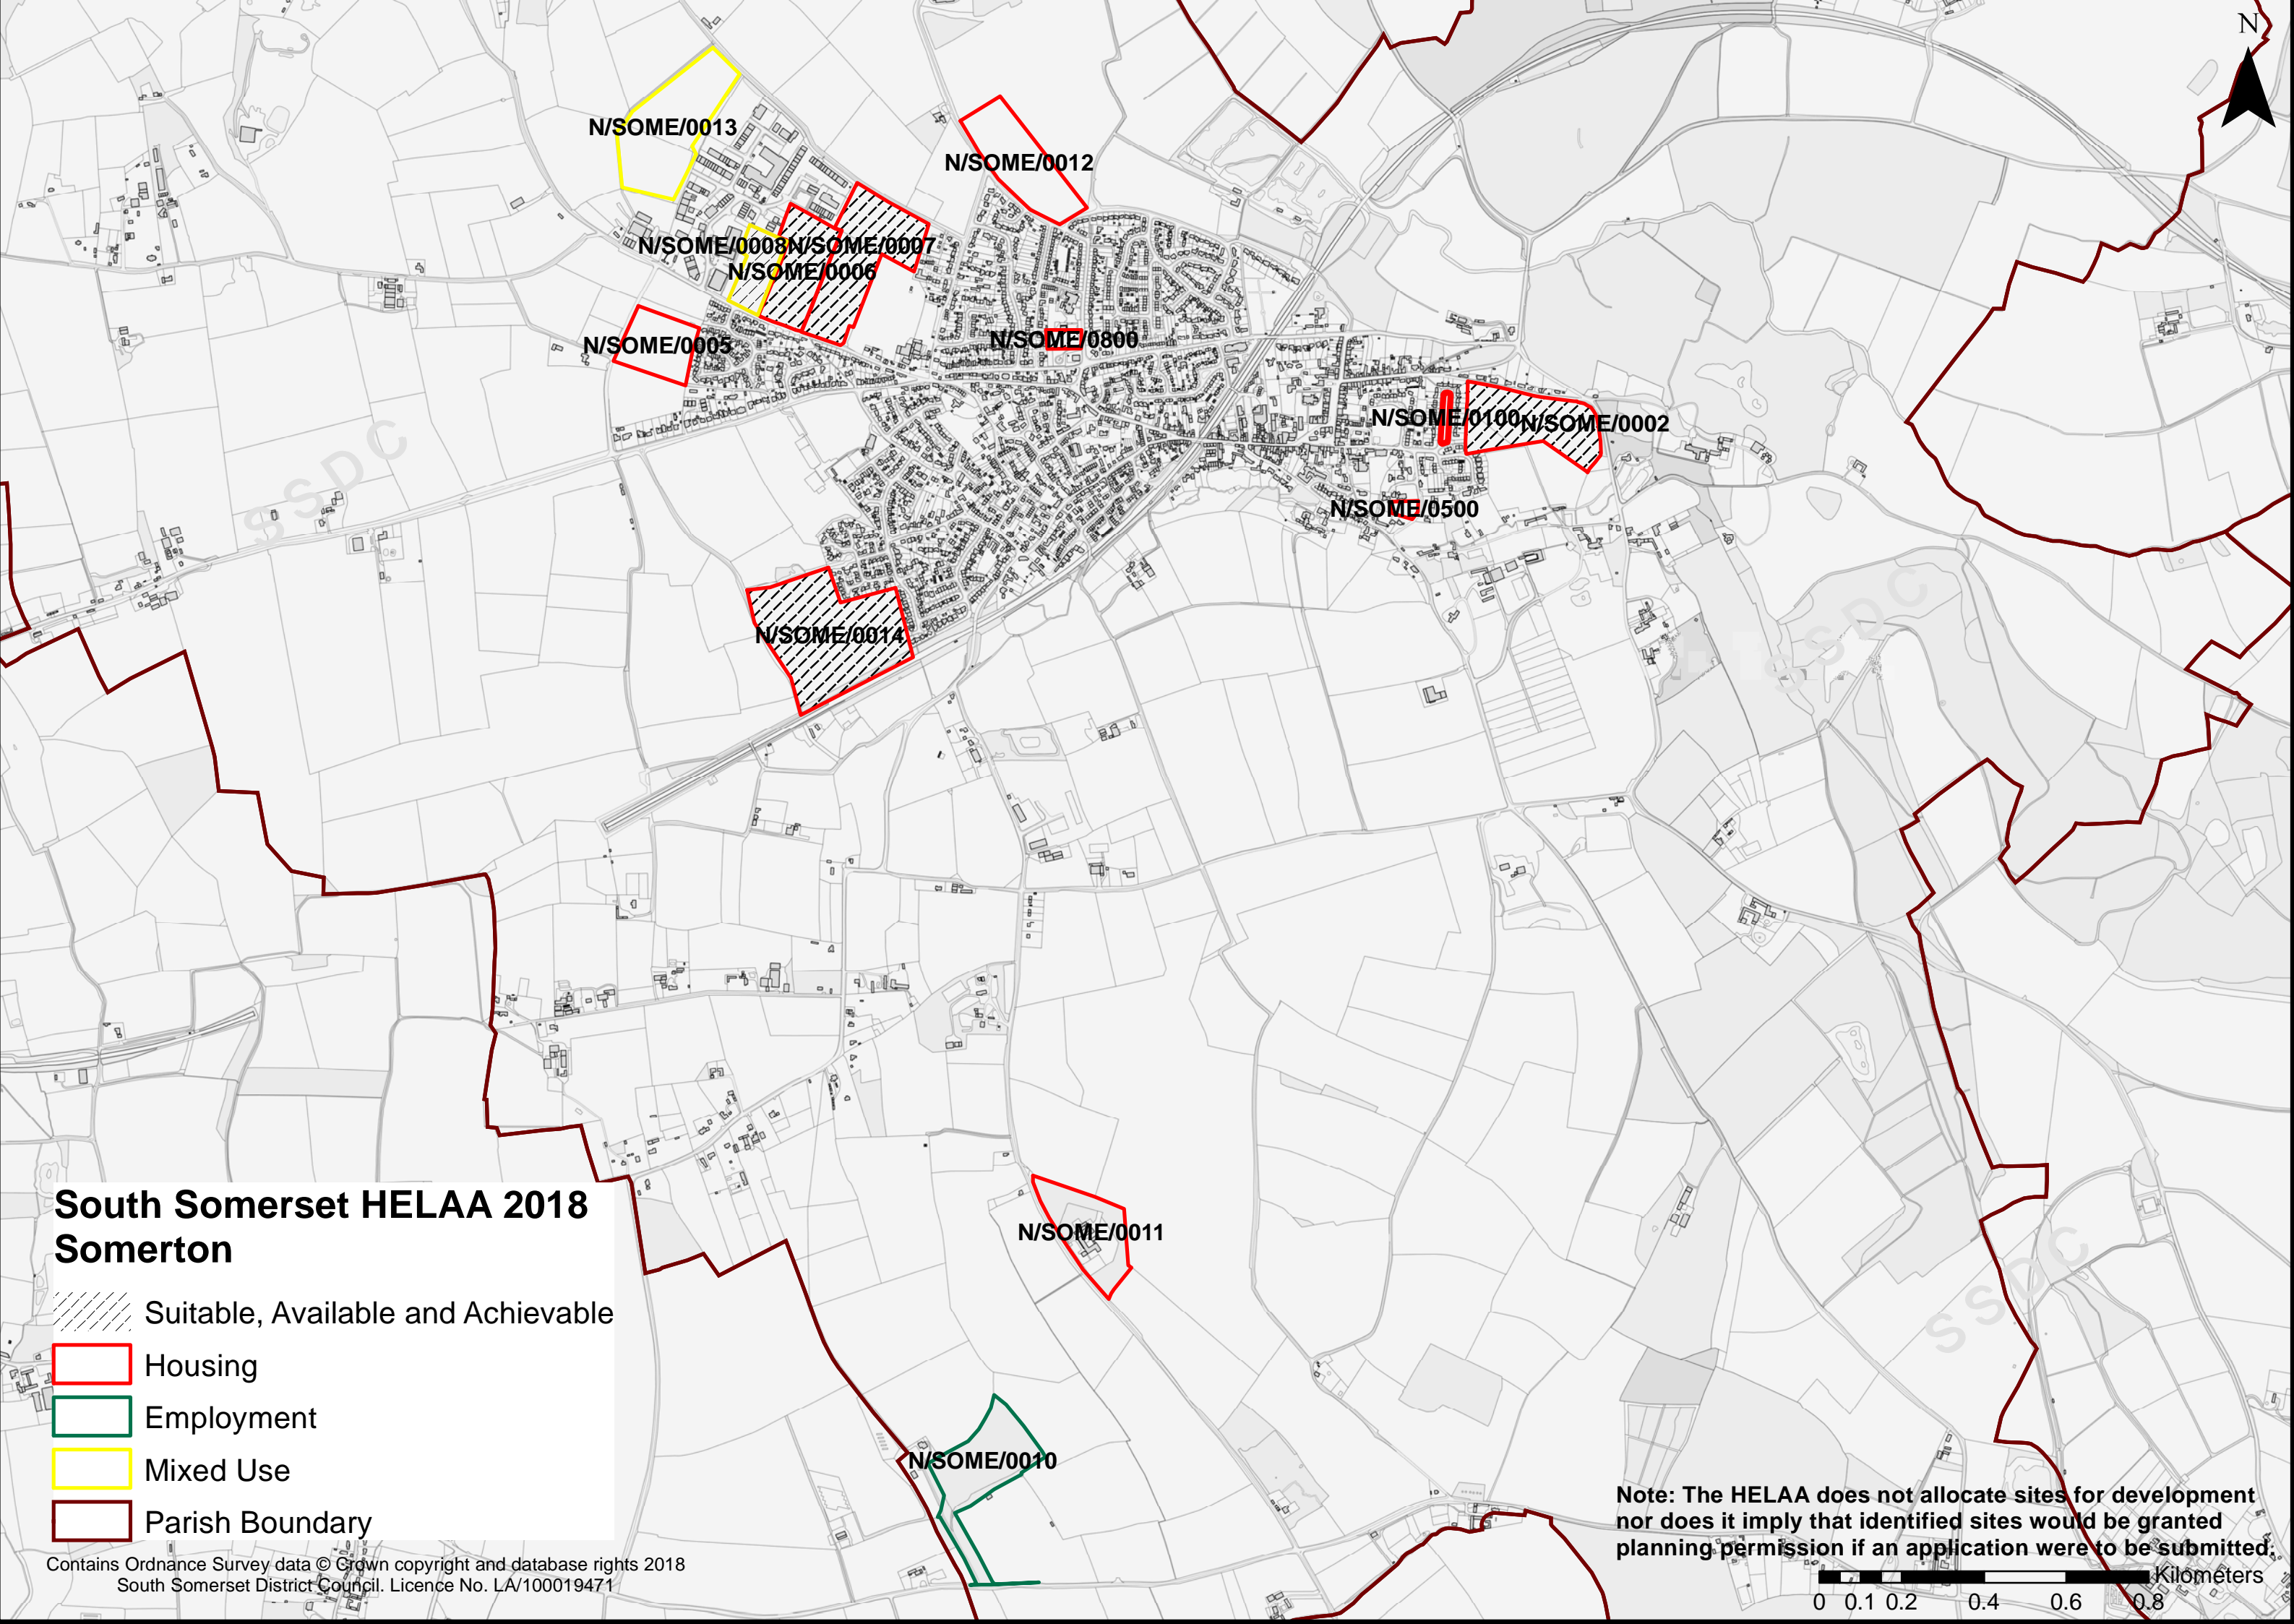 N
N/SOME/0013
N/SOME/0012
N/SOME/0008
N/SOME/0007
N/SOME/0006
N/SOME/0005
N/SOME/0800
N/SOME/0100
N/SOME/0002
N/SOME/0500
N/SOME/0014
N/SOME/0011
N/SOME/0010
SSDC
SSDC
SSDC
South Somerset HELAA 2018
Somerton
Suitable, Available and Achievable
Housing
Employment
Mixed Use
Parish Boundary
Contains Ordnance Survey data © Crown copyright and database rights 2018
South Somerset District Council. Licence No. LA/100019471
Note: The HELAA does not allocate sites for development
nor does it imply that identified sites would be granted
planning permission if an application were to be submitted.
Kilometers
0 0.1 0.2 0.4 0.6 0.8